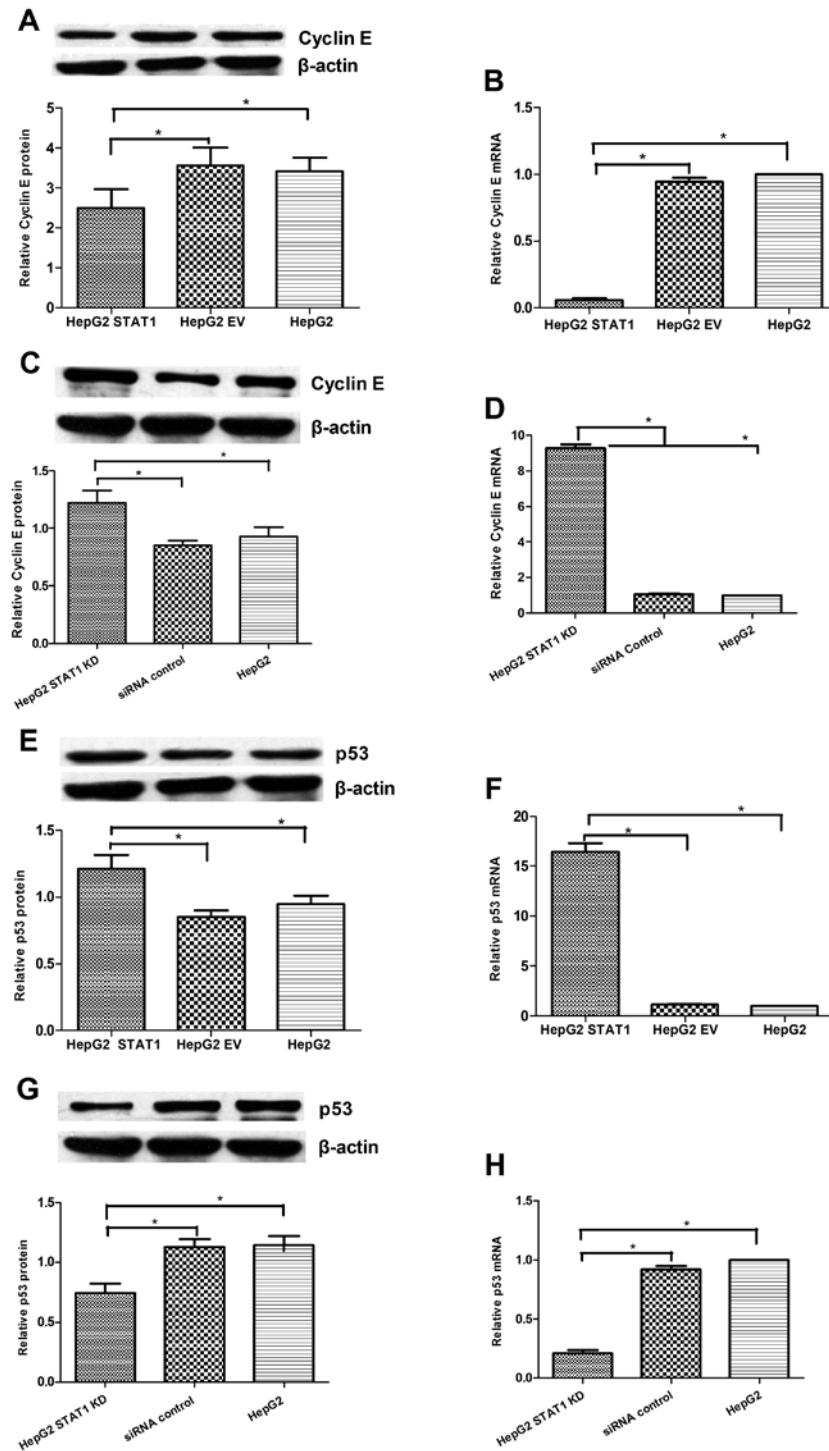 A
Cyclin E
β-actin
Relative Cyclin E protein
5
4
3
2
1
0
*
*
HepG2 STAT1
HepG2 EV
HepG2
B
Relative Cyclin E mRNA
1.5
1.0
0.5
0.0
*
*
HepG2 STAT1
HepG2 EV
HepG2
C
Cyclin E
β-actin
Relative Cyclin E protein
1.5
1.0
0.5
0.0
*
*
HepG2 STAT1 KD
siRNA control
HepG2
D
Relative Cyclin E mRNA
10
8
6
4
2
0
*
*
HepG2 STAT1 KD
siRNA Control
HepG2
E
p53
β-actin
Relative p53 protein
1.5
1.0
0.5
0.0
*
*
HepG2 STAT1
HepG2 EV
HepG2
F
Relative p53 mRNA
20
15
10
5
0
*
*
HepG2 STAT1
HepG2 EV
HepG2
G
p53
β-actin
Relative p53 protein
1.5
1.0
0.5
0.0
*
*
HepG2 STAT1 KD
siRNA control
HepG2
H
Relative p53 mRNA
1.5
1.0
0.5
0.0
*
*
HepG2 STAT1 KD
siRNA control
HepG2